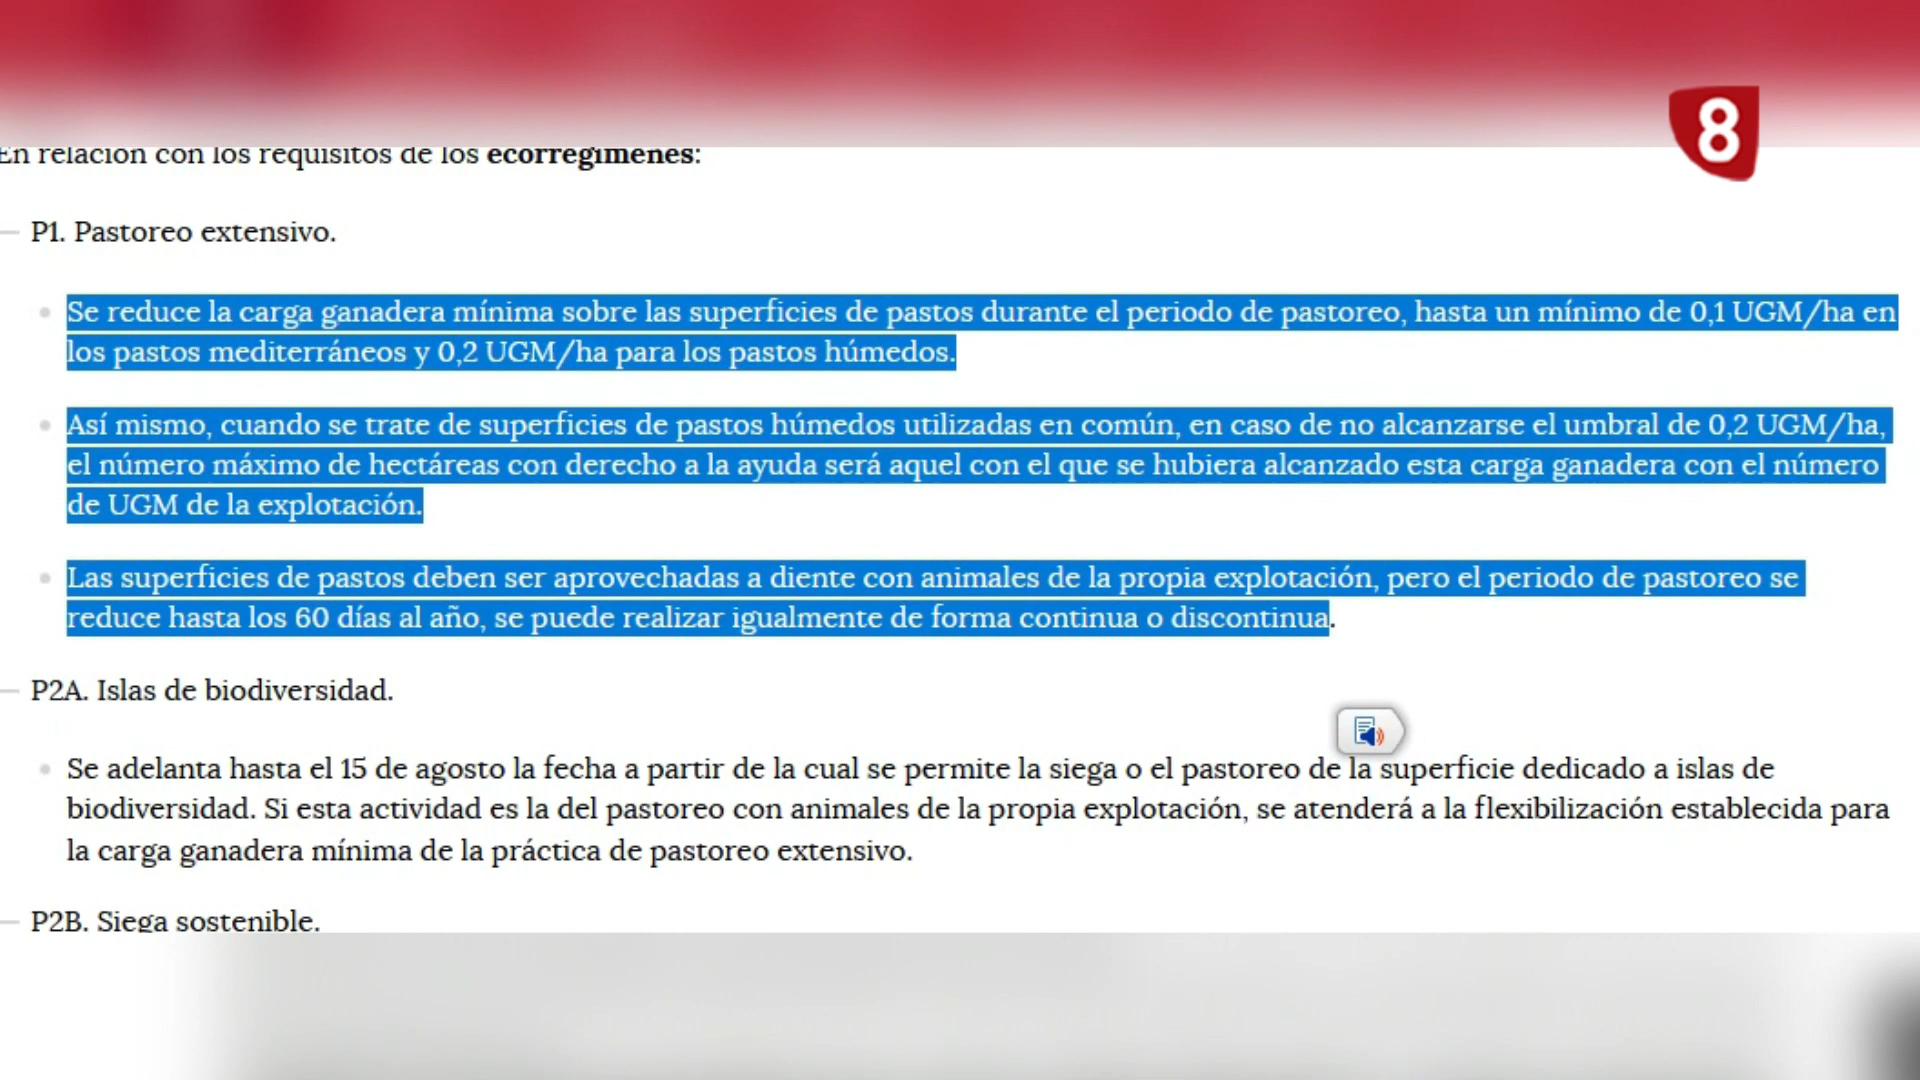 8
En relación con los requisitos de los ecorregímenes:
P1. Pastoreo extensivo.
Se reduce la carga ganadera mínima sobre las superficies de pastos durante el periodo de pastoreo, hasta un mínimo de 0,1 UGM/ha en
los pastos mediterráneos y 0,2 UGM/ha para los pastos húmedos.
Así mismo, cuando se trate de superficies de pastos húmedos utilizadas en común, en caso de no alcanzarse el umbral de 0,2 UGM/ha,
el número máximo de hectáreas con derecho a la ayuda será aquel con el que se hubiera alcanzado esta carga ganadera con el número
de UGM de la explotación.
Las superficies de pastos deben ser aprovechadas a diente con animales de la propia explotación, pero el periodo de pastoreo se
reduce hasta los 60 días al año, se puede realizar igualmente de forma continua o discontinua.
P2A. Islas de biodiversidad.
Se adelanta hasta el 15 de agosto la fecha a partir de la cual se permite la siega o el pastoreo de la superficie dedicado a islas de
biodiversidad. Si esta actividad es la del pastoreo con animales de la propia explotación, se atenderá a la flexibilización establecida para
la carga ganadera mínima de la práctica de pastoreo extensivo.
P2B. Siega sostenible.